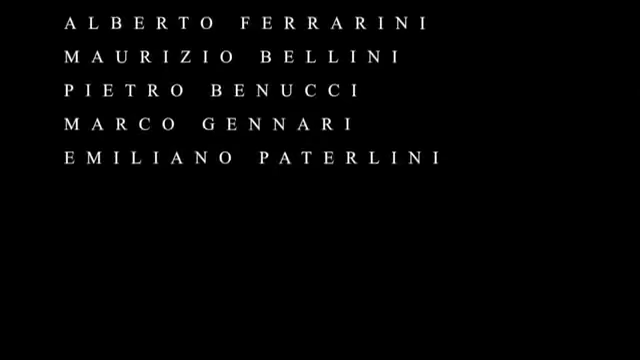 ALBERTO FERRARINI
MAURIZIO BELLINI
PIETRO BENUCCI
MARCO GENNARI
EMILIANO PATERLINI